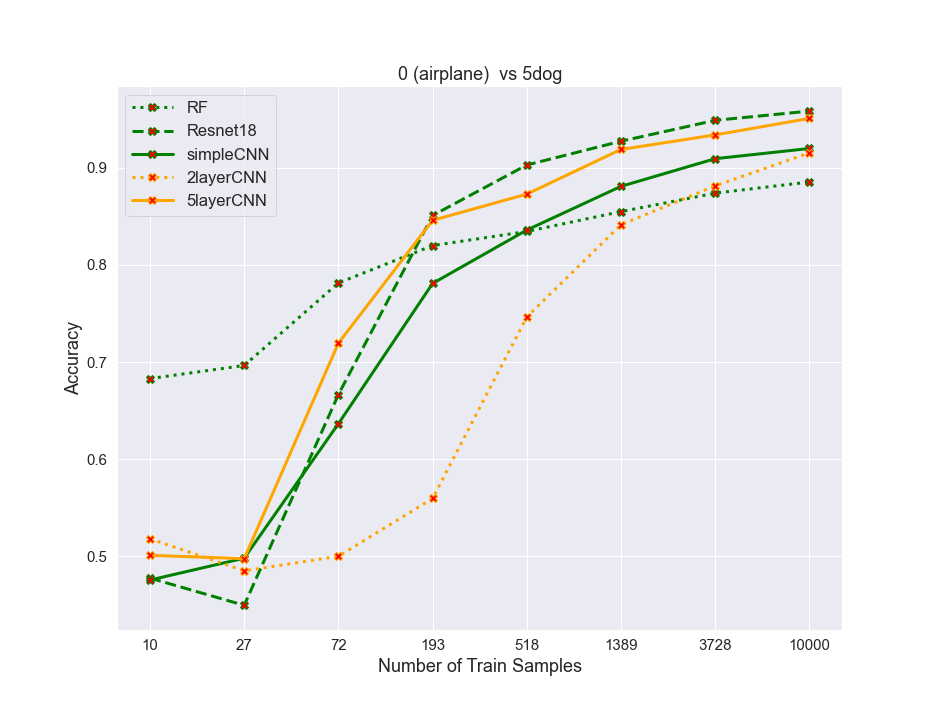 0 (airplane)  vs 5dog
RF
Resnet18
simpleCNN
2layerCNN
5layerCNN
Accuracy
0.9
0.8
0.7
0.6
0.5
10 27 72 193 518 1389 3728 10000
Number of Train Samples